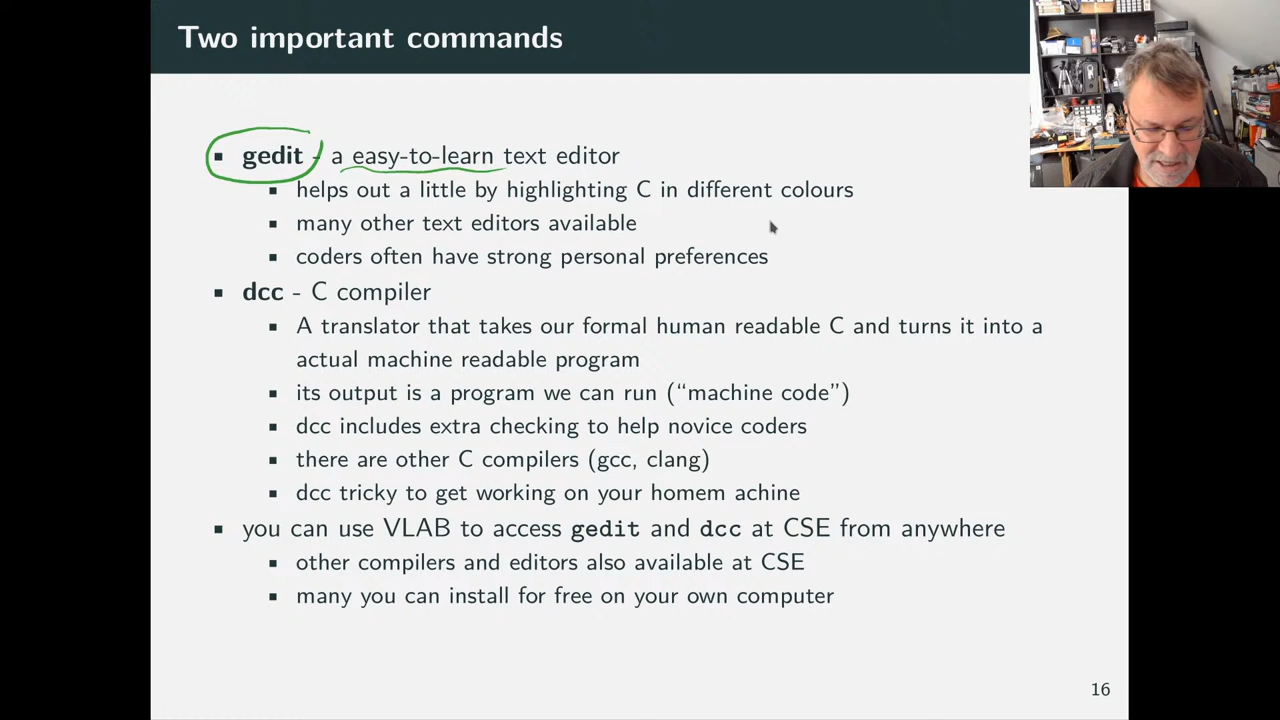 Two important commands
gedit - a easy-to-learn text editor
helps out a little by highlighting C in different colours
many other text editors available
coders often have strong personal preferences
dcc - C compiler
A translator that takes our formal human readable C and turns it into a
actual machine readable program
its output is a program we can run (“machine code”)
dcc includes extra checking to help novice coders
there are other C compilers (gcc, clang)
dcc tricky to get working on your homem achine
you can use VLAB to access gedit and dcc at CSE from anywhere
other compilers and editors also available at CSE
many you can install for free on your own computer
16